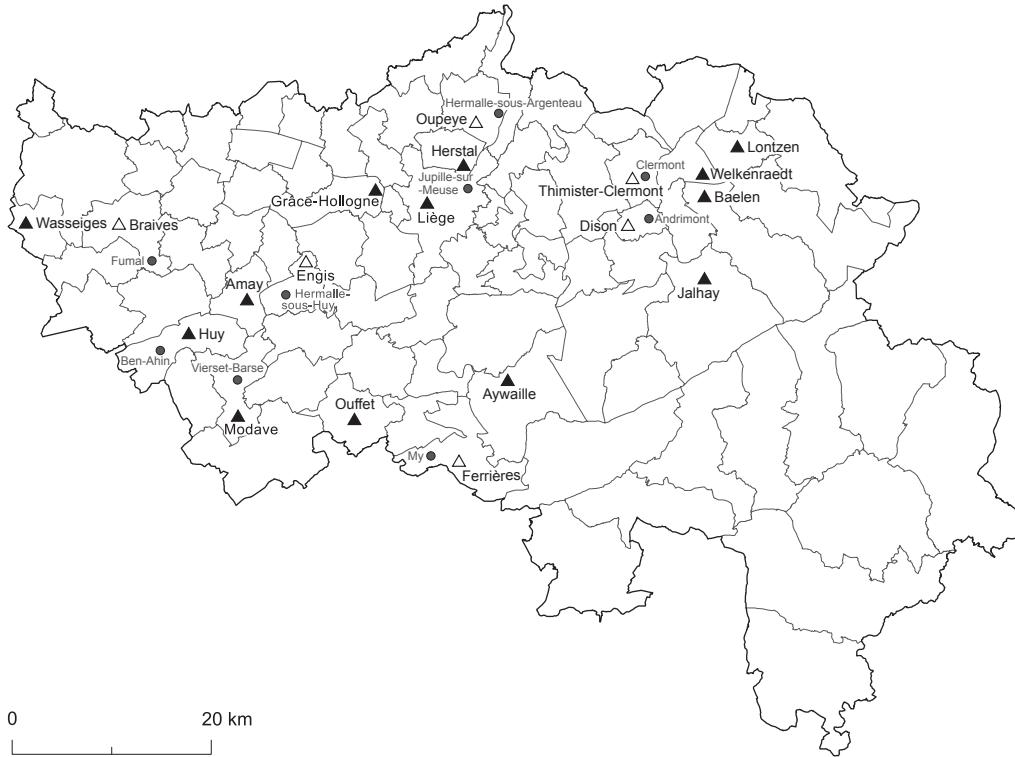 Hermalle-sous-Argenteau
Oupeye
Herstal
Lontzen
Clermont
Welkenraedt
Jupille-sur
-Meuse
Thimister-Clermont
Baelen
Grâce-Hollogne
Liège
Wasseiges
Braives
Dison
Andrimont
Fumal
Engis
Amay
Hermalle-
sous-Huy
Jalhay
Huy
Ben-Ahin
Vierset-Barse
Aywaille
Ouffet
Modave
My
Ferrières
0
20 km